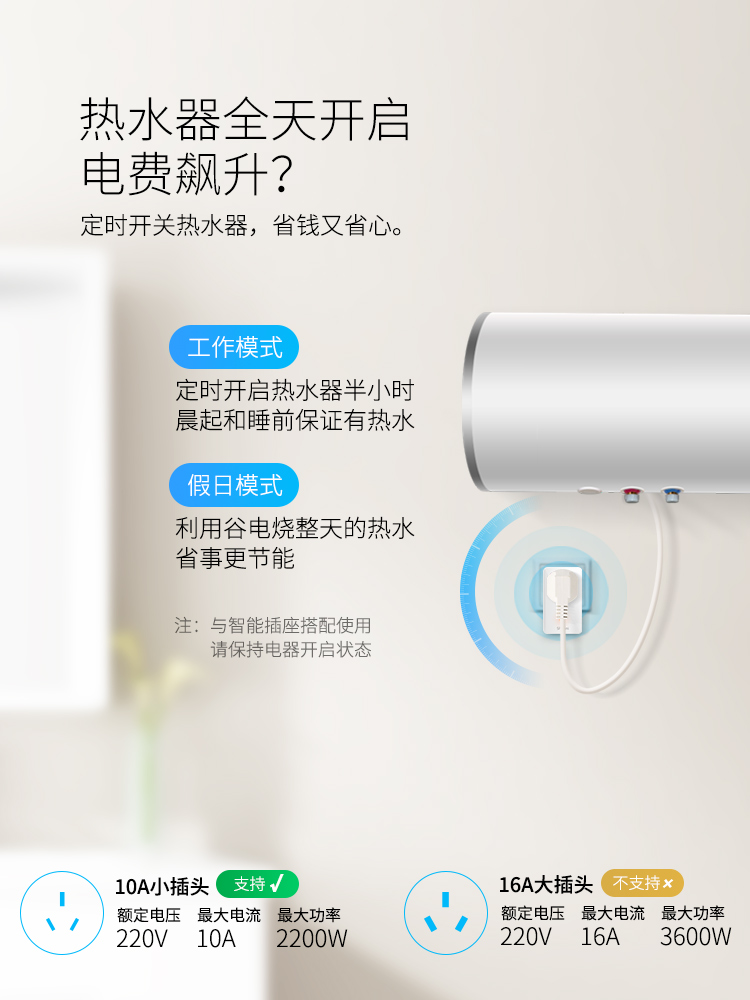 热水器全天开启
电费飙升？
定时开关热水器，省钱又省心。
工作模式
定时开启热水器半小时
晨起和睡前保证有热水
假日模式
利用谷电烧整天的热水
省事更节能
注：与智能插座搭配使用
请保持电器开启状态
10A小插头 支持
额定电压 最大电流 最大功率
220V 10A 2200W
16A大插头 不支持
额定电压 最大电流 最大功率
220V 16A 3600W